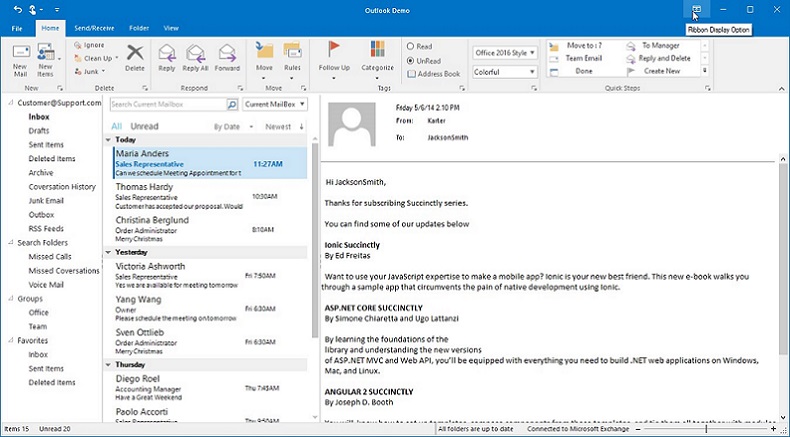 Outlook Demo
Ribbon Display Option
File Home Send/Receive Folder View
New Mail
New Items
Ignore
Clean Up
Junk
Delete
Reply
Reply All
Forward
Move
Rules
Follow Up
Categorize
Read
UnRead
Address Book
Office 2016 Style
Colorful
Move to : ?
Team Email
Done
To Manager
Reply and Delete
Create New
New Delete Respond Move Tags Quick Steps
Customer@Support.com
Inbox
Drafts
Sent Items
Deleted Items
Archive
Coversation History
Junk Email
Outbox
RSS Feeds
Search Folders
Missed Calls
Missed Coversations
Voice Mail
Groups
Office
Team
Favorites
Inbox
Sent Items
Deleted Items
Search Current Mailbox
Current MailBox
All Unread By Date Newest
Today
Maria Anders
Sales Representative 11:27AM
Can we schedule Meeting Appointment for t
Thomas Hardy
Sales Representative 10:30AM
Customer has accepted our proposal. Would
Christina Berglund
Order Administrator 8:10AM
Merry Christmas
Yesterday
Victoria Ashworth
Sales Representative Fri 7:50AM
Yes we are available for meeting tomorrow
Yang Wang
Owner Fri 6:30AM
Please schedule the meeting on tomorrow
Sven Ottlieb
Order Administrator Fri 6:30AM
Merry Christmas
Thursday
Diego Roel
Accounting Manager Thu 7:45AM
Have a Great Weekend
Paolo Accorti
Sales Representative Thu 9:50AM
Friday 5/6/14 2.10 PM
From: Karter
To: JacksonSmith
Hi JacksonSmith,
Thanks for subscribing Succinctly series.
You can find some of our updates below
Ionic Succinctly
By Ed Freitas
Want to use your JavaScript expertise to make a mobile app? Ionic is your new best friend. This new e-book walks you
through a sample app that circumvents the pain of native development using Ionic.
ASP.NET CORE SUCCINCTLY
By Simone Chiaretta and Ugo Lattanzi
By learning the foundations of the
library and understanding the new versions
of ASP.NET MVC and Web API, you'll be equipped with everything you need to build .NET web applications on Windows,
Mac, and Linux.
ANGULAR 2 SUCCINCTLY
By Joseph D. Booth
Items 15 Unread 20 All folders are up to date Connected to Microsoft Exchange